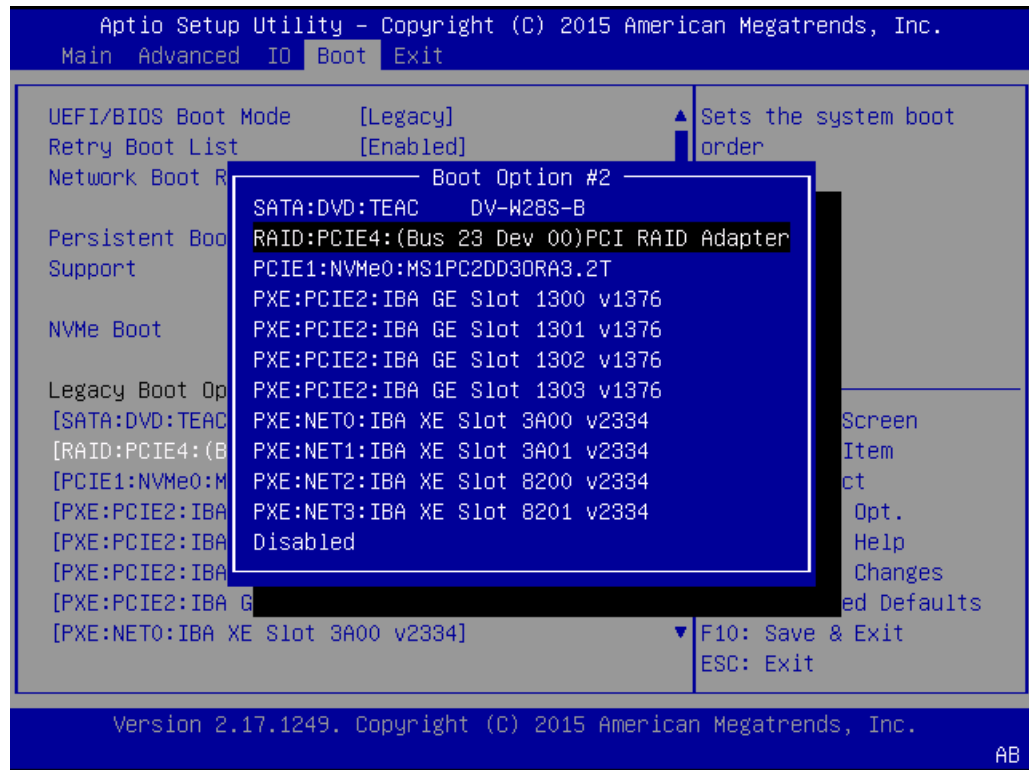 Aptio Setup Utility – Copyright (C) 2015 American Megatrends, Inc.
Main Advanced IO Boot Exit
UEFI/BIOS Boot Mode [Legacy]
Retry Boot List [Enabled]
Network Boot R
Persistent Boo
Support
NVMe Boot
Legacy Boot Op
[SATA:DVD:TEAC
[RAID:PCIE4:(B
[PCIE1:NVMe0:M
[PXE:PCIE2:IBA
[PXE:PCIE2:IBA
[PXE:PCIE2:IBA
[PXE:PCIE2:IBA G
[PXE:NET0:IBA XE Slot 3A00 v2334]
Boot Option #2
SATA:DVD:TEAC DV-W28S-B
RAID:PCIE4:(Bus 23 Dev 00)PCI RAID Adapter
PCIE1:NVMe0:MS1PC2DD3ORA3.2T
PXE:PCIE2:IBA GE Slot 1300 v1376
PXE:PCIE2:IBA GE Slot 1301 v1376
PXE:PCIE2:IBA GE Slot 1302 v1376
PXE:PCIE2:IBA GE Slot 1303 v1376
PXE:NET0:IBA XE Slot 3A00 v2334
PXE:NET1:IBA XE Slot 3A01 v2334
PXE:NET2:IBA XE Slot 8200 v2334
PXE:NET3:IBA XE Slot 8201 v2334
Disabled
Sets the system boot
order
Screen
Item
ct
Opt.
Help
Changes
ed Defaults
F10: Save & Exit
ESC: Exit
Version 2.17.1249. Copyright (C) 2015 American Megatrends, Inc.
AB